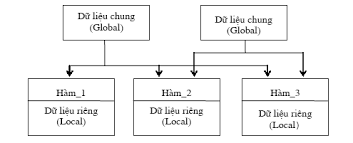 Dữ liệu chung
(Global)
Dữ liệu chung
(Global)
Hàm_1
Dữ liệu riêng
(Local)
Hàm_2
Dữ liệu riêng
(Local)
Hàm_3
Dữ liệu riêng
(Local)